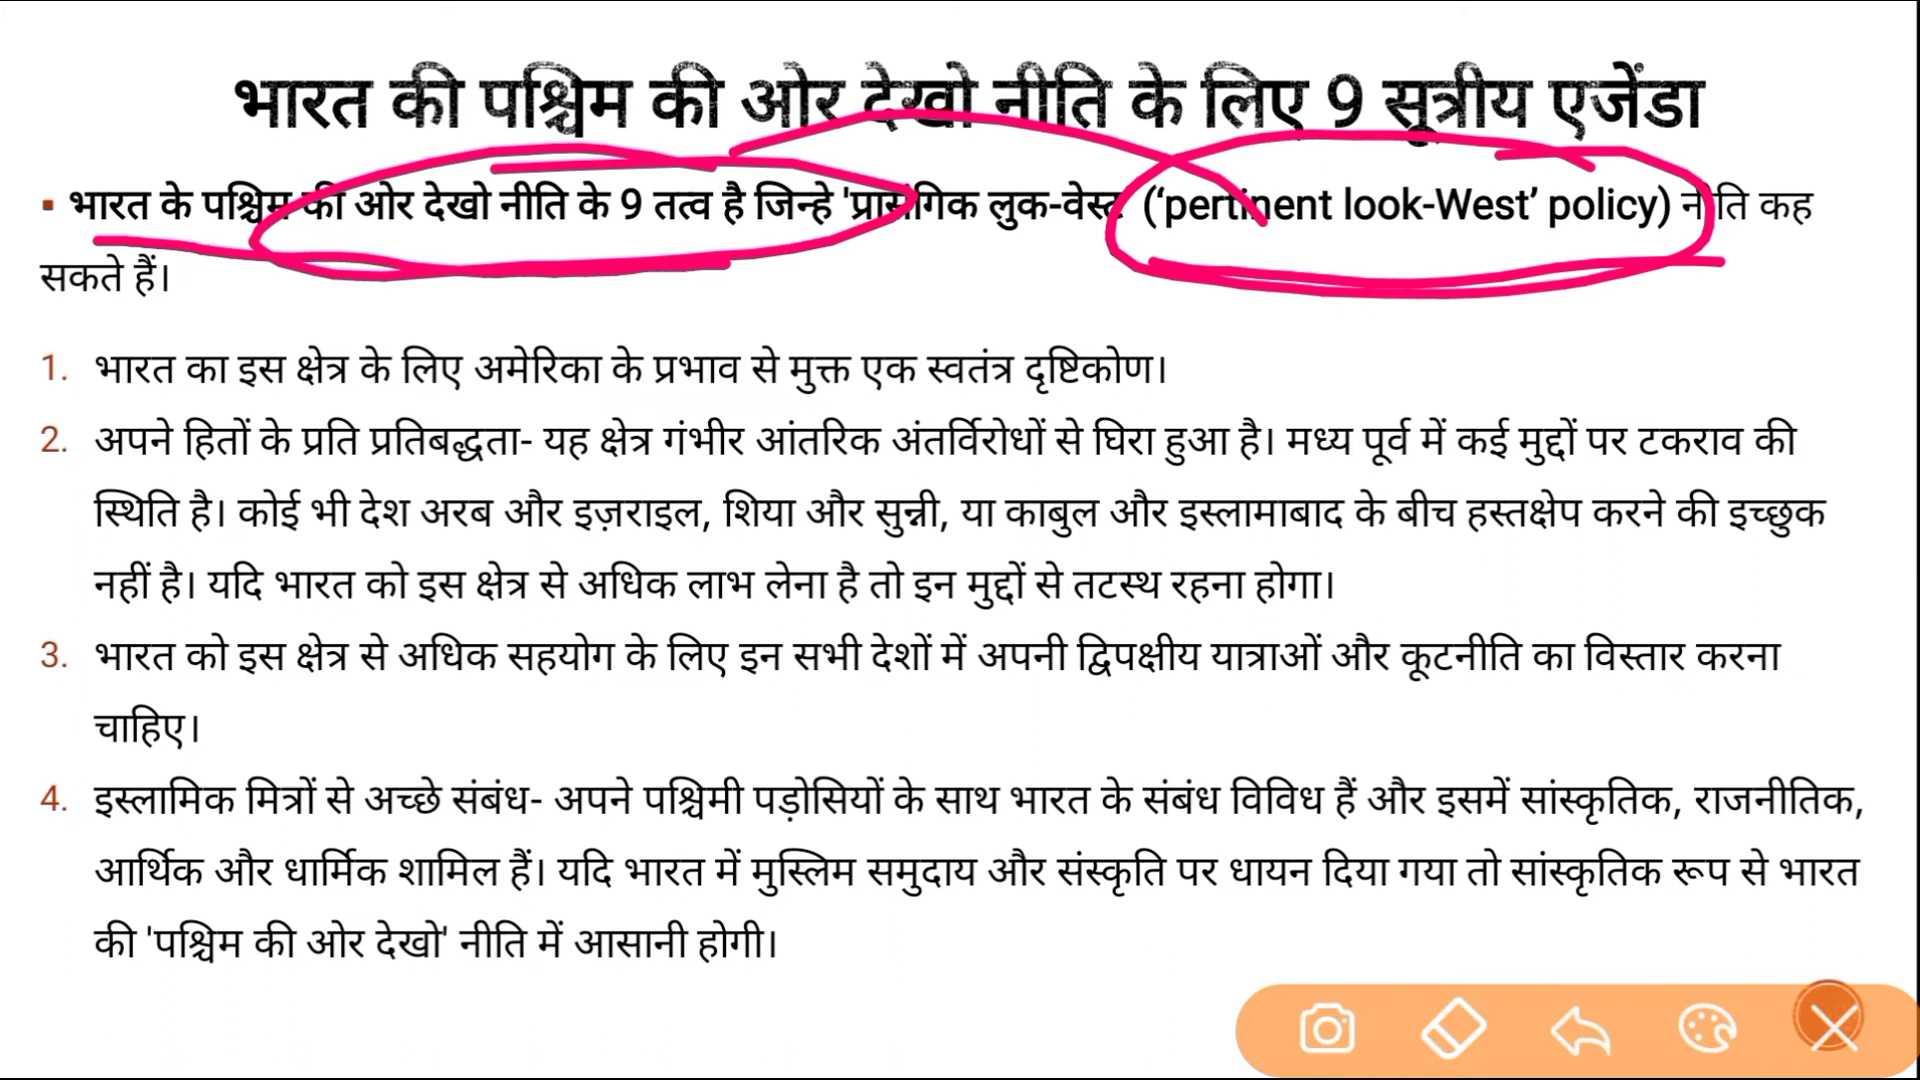 भारत की पश्चिम की ओर देखो नीति के लिए 9 सूत्रीय एजेंडा
▪ भारत के पश्चिम की ओर देखो नीति के 9 तत्व है जिन्हे 'प्रासंगिक लुक-वेस्ट (‘pertinent look-West’ policy) नीति कह
सकते हैं।
1. भारत का इस क्षेत्र के लिए अमेरिका के प्रभाव से मुक्त एक स्वतंत्र दृष्टिकोण।
2. अपने हितों के प्रति प्रतिबद्धता- यह क्षेत्र गंभीर आंतरिक अंतर्विरोधों से घिरा हुआ है। मध्य पूर्व में कई मुद्दों पर टकराव की
स्थिति है। कोई भी देश अरब और इज़राइल, शिया और सुन्नी, या काबुल और इस्लामाबाद के बीच हस्तक्षेप करने की इच्छुक
नहीं है। यदि भारत को इस क्षेत्र से अधिक लाभ लेना है तो इन मुद्दों से तटस्थ रहना होगा।
3. भारत को इस क्षेत्र से अधिक सहयोग के लिए इन सभी देशों में अपनी द्विपक्षीय यात्राओं और कूटनीति का विस्तार करना
चाहिए।
4. इस्लामिक मित्रों से अच्छे संबंध- अपने पश्चिमी पड़ोसियों के साथ भारत के संबंध विविध हैं और इसमें सांस्कृतिक, राजनीतिक,
आर्थिक और धार्मिक शामिल हैं। यदि भारत में मुस्लिम समुदाय और संस्कृति पर धायन दिया गया तो सांस्कृतिक रूप से भारत
की 'पश्चिम की ओर देखो' नीति में आसानी होगी।